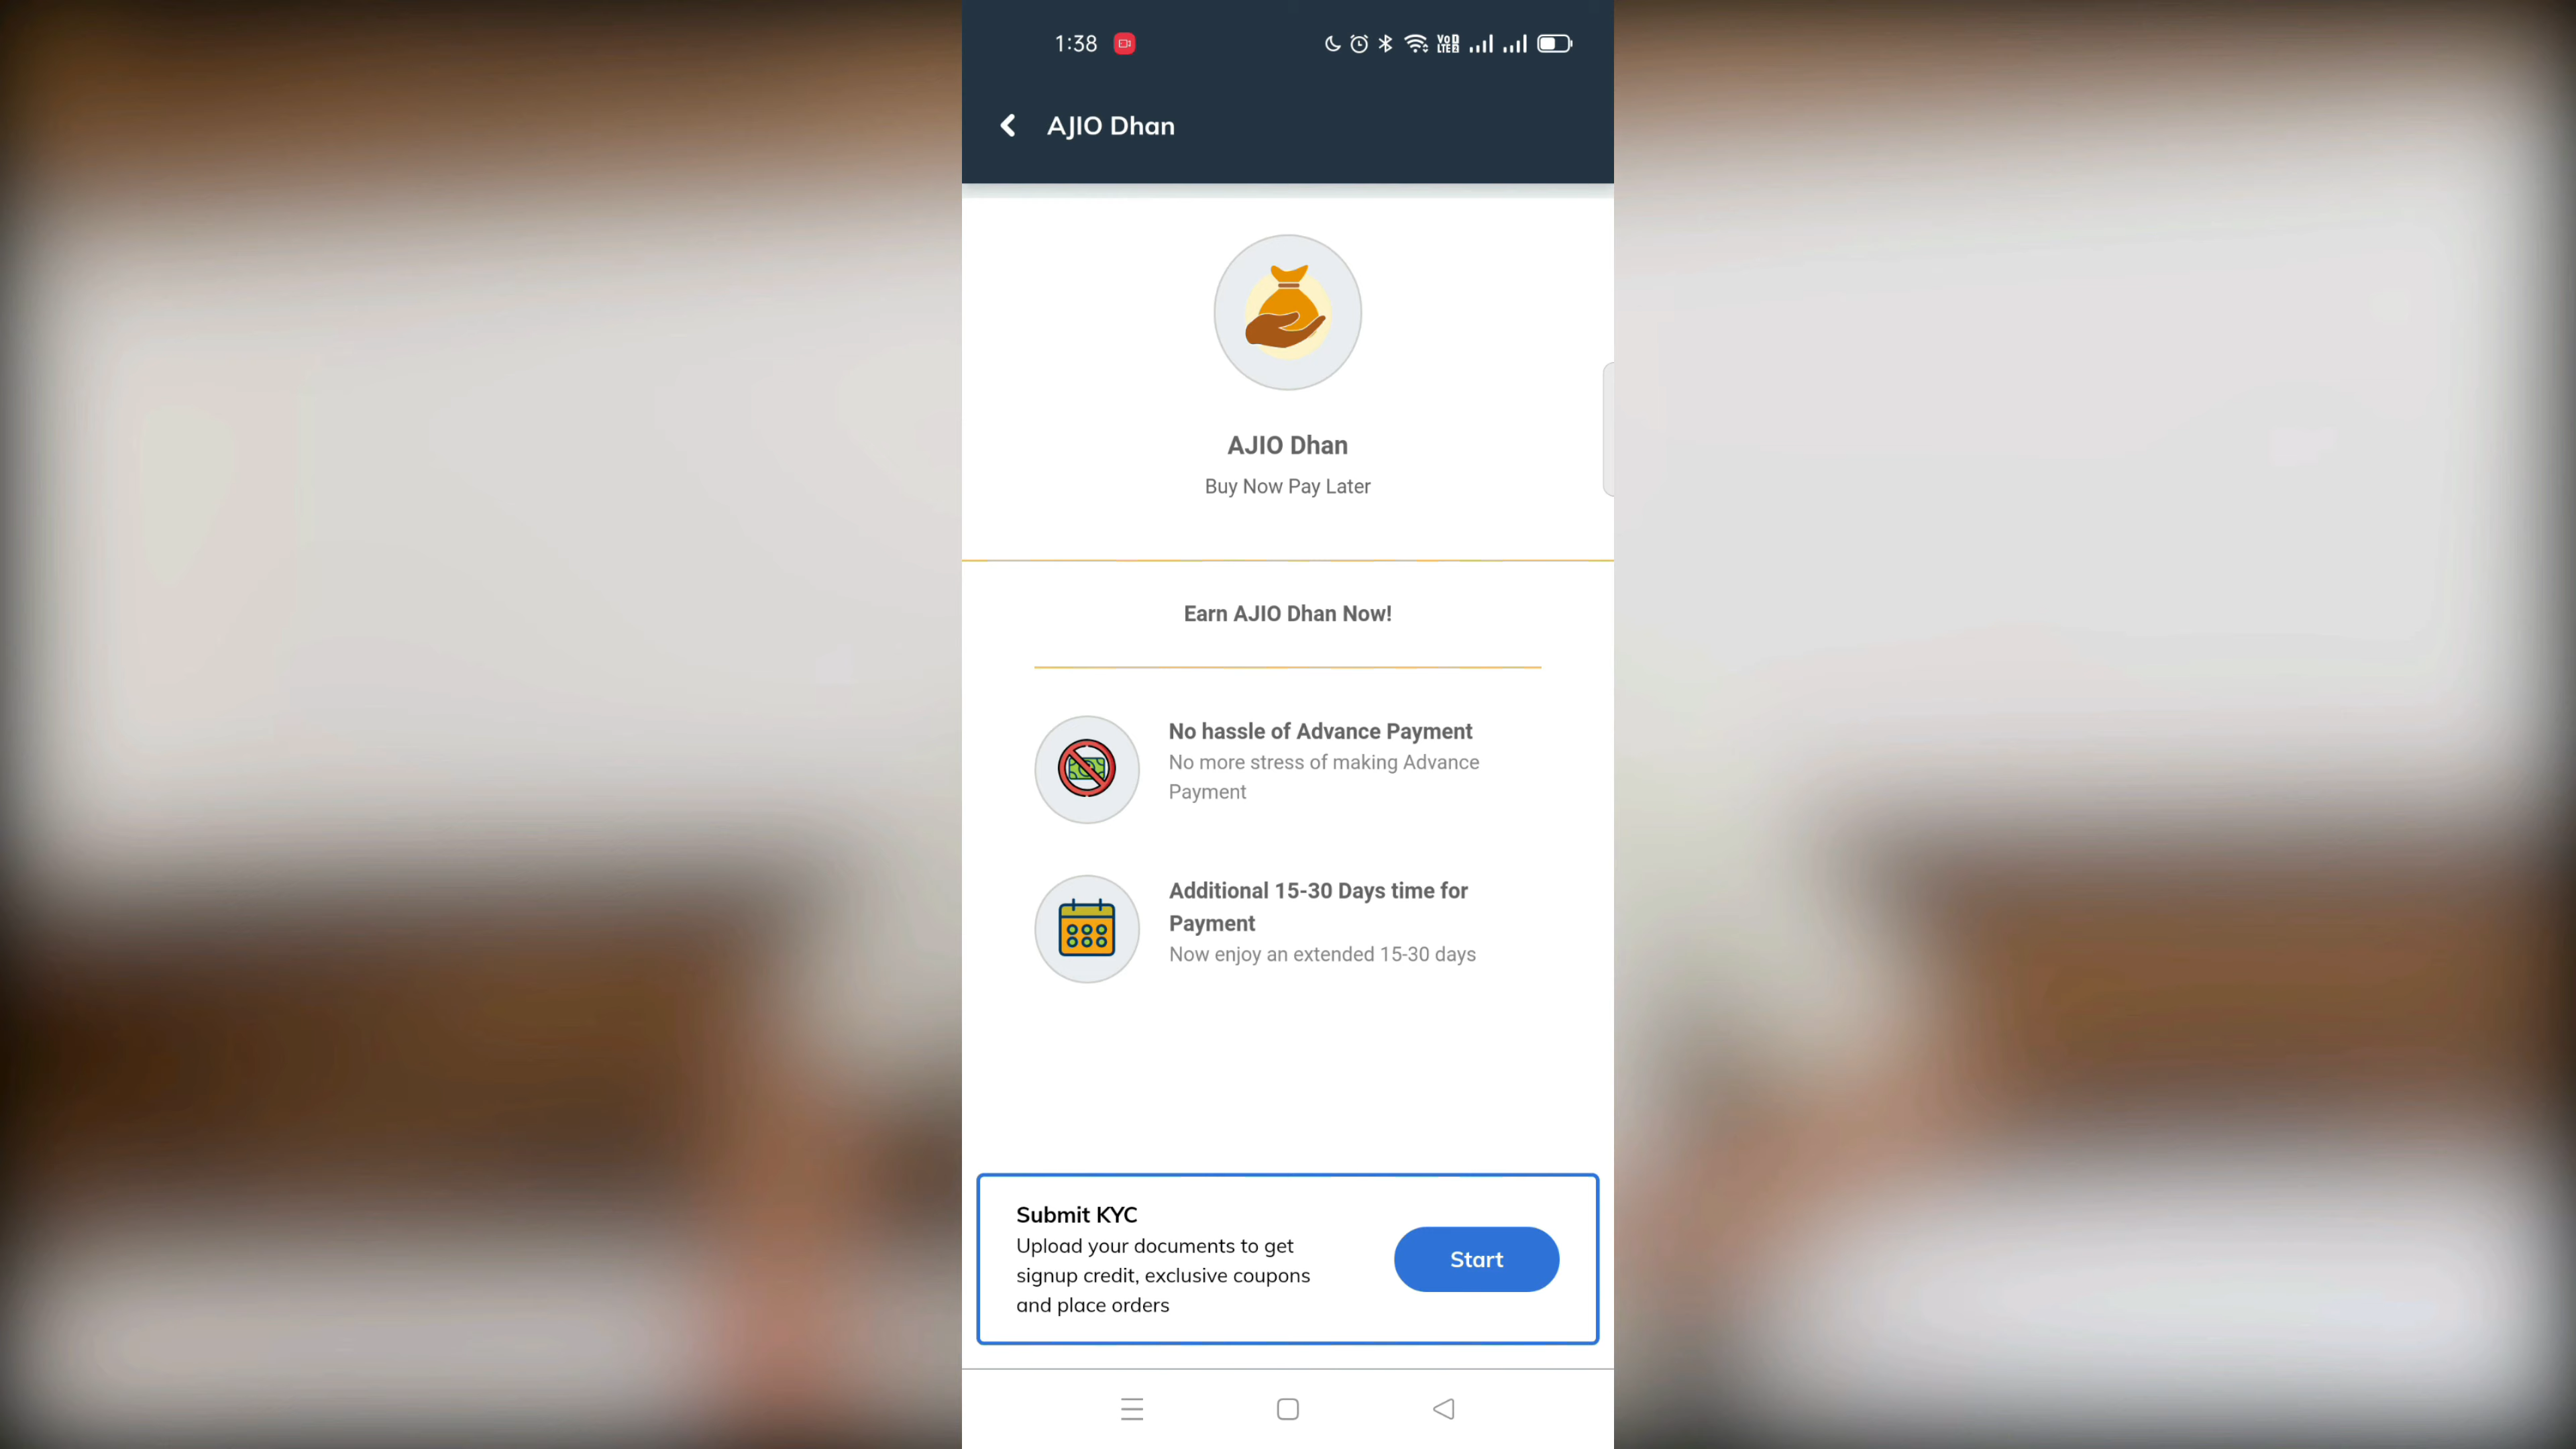 1:38
AJIO Dhan
AJIO Dhan
Buy Now Pay Later
Earn AJIO Dhan Now!
No hassle of Advance Payment
No more stress of making Advance
Payment
Additional 15-30 Days time for
Payment
Now enjoy an extended 15-30 days
Submit KYC
Upload your documents to get
signup credit, exclusive coupons
and place orders
Start